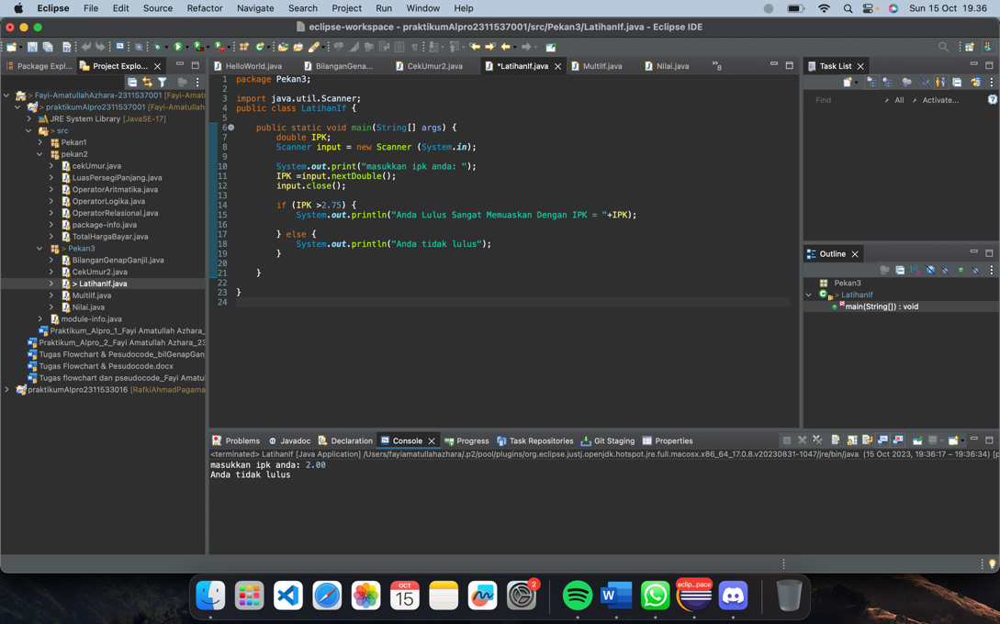 Eclipse File Edit Source Refactor Navigate Search Project Run Window Help Sun 15 Oct 19.36
eclipse-workspace - praktikumAlpro2311537001/src/Pekan3/LatihanIf.java - Eclipse IDE
Package Expl... Project Explo...
HelloWorld.java BilanganGena... CekUmur2.java *LatihanIf.java MultiIf.java Nilai.java »8
Task List
Find All Activate...
> Fayi-AmatullahAzhara-2311537001 [Fayi-Amatullah
> praktikumAlpro2311537001 [Fayi-Amatullah
JRE System Library [JavaSE-17]
> src
Pekan1
pekan2
cekUmur.java
LuasPersegiPanjang.java
OperatorAritmatika.java
OperatorLogika.java
OperatorRelasional.java
package-info.java
TotalHargaBayar.java
> Pekan3
BilanganGenapGanjil.java
CekUmur2.java
> LatihanIf.java
MultiIf.java
Nilai.java
module-info.java
Praktikum_Alpro_1_Fayi Amatullah Azhara_
Praktikum_Alpro_2_Fayi Amatullah Azhara_23
Tugas Flowchart & Pesudocode_bilGenapGan
Tugas Flowchart & Pesudocode.docx
Tugas flowchart dan pseudocode_Fayi Amatu
praktikumAlpro2311533016 [RafkiAhmadPagama
1 package Pekan3;
2
3 import java.util.Scanner;
4 public class LatihanIf {
5
6 public static void main(String[] args) {
7 double IPK;
8 Scanner input = new Scanner (System.in);
9
10 System.out.print("masukkan ipk anda: ");
11 IPK =input.nextDouble();
12 input.close();
13
14 if (IPK >2.75) {
15 System.out.println("Anda Lulus Sangat Memuaskan Dengan IPK = "+IPK);
16
17 } else {
18 System.out.println("Anda tidak lulus");
19 }
20
21 }
22
23 }
24
Outline
Pekan3
> LatihanIf
main(String[]) : void
Problems Javadoc Declaration Console Progress Task Repositories Git Staging Properties
<terminated> LatihanIf [Java Application] /Users/fayiamatullahazhara/.p2/pool/plugins/org.eclipse.justj.openjdk.hotspot.jre.full.macosx.x86_64_17.0.8.v20230831-1047/jre/bin/java (15 Oct 2023, 19.36.17 – 19.36.34) [p
masukkan ipk anda: 2.00
Anda tidak lulus
OCT
15
2
W
eclip...pace